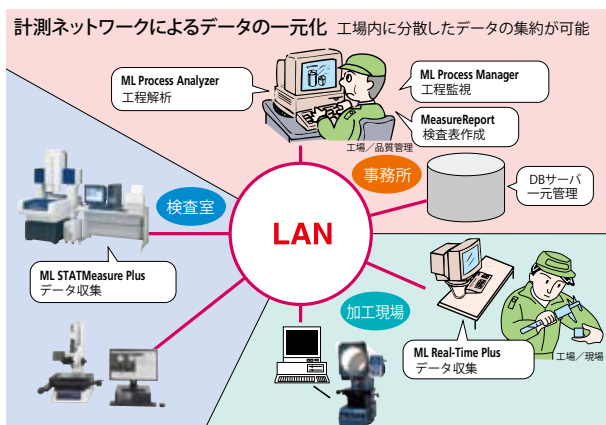 計測ネットワークによるデータの一元化 工場内に分散したデータの集約が可能
ML Process Analyzer
工程解析
ML Process Manager
工程監視
MeasureReport
検査表作成
工場／品質管理
事務所
DBサーバ
一元管理
検査室
LAN
ML STATMeasure Plus
データ収集
加工現場
ML Real-Time Plus
データ収集
工場／現場